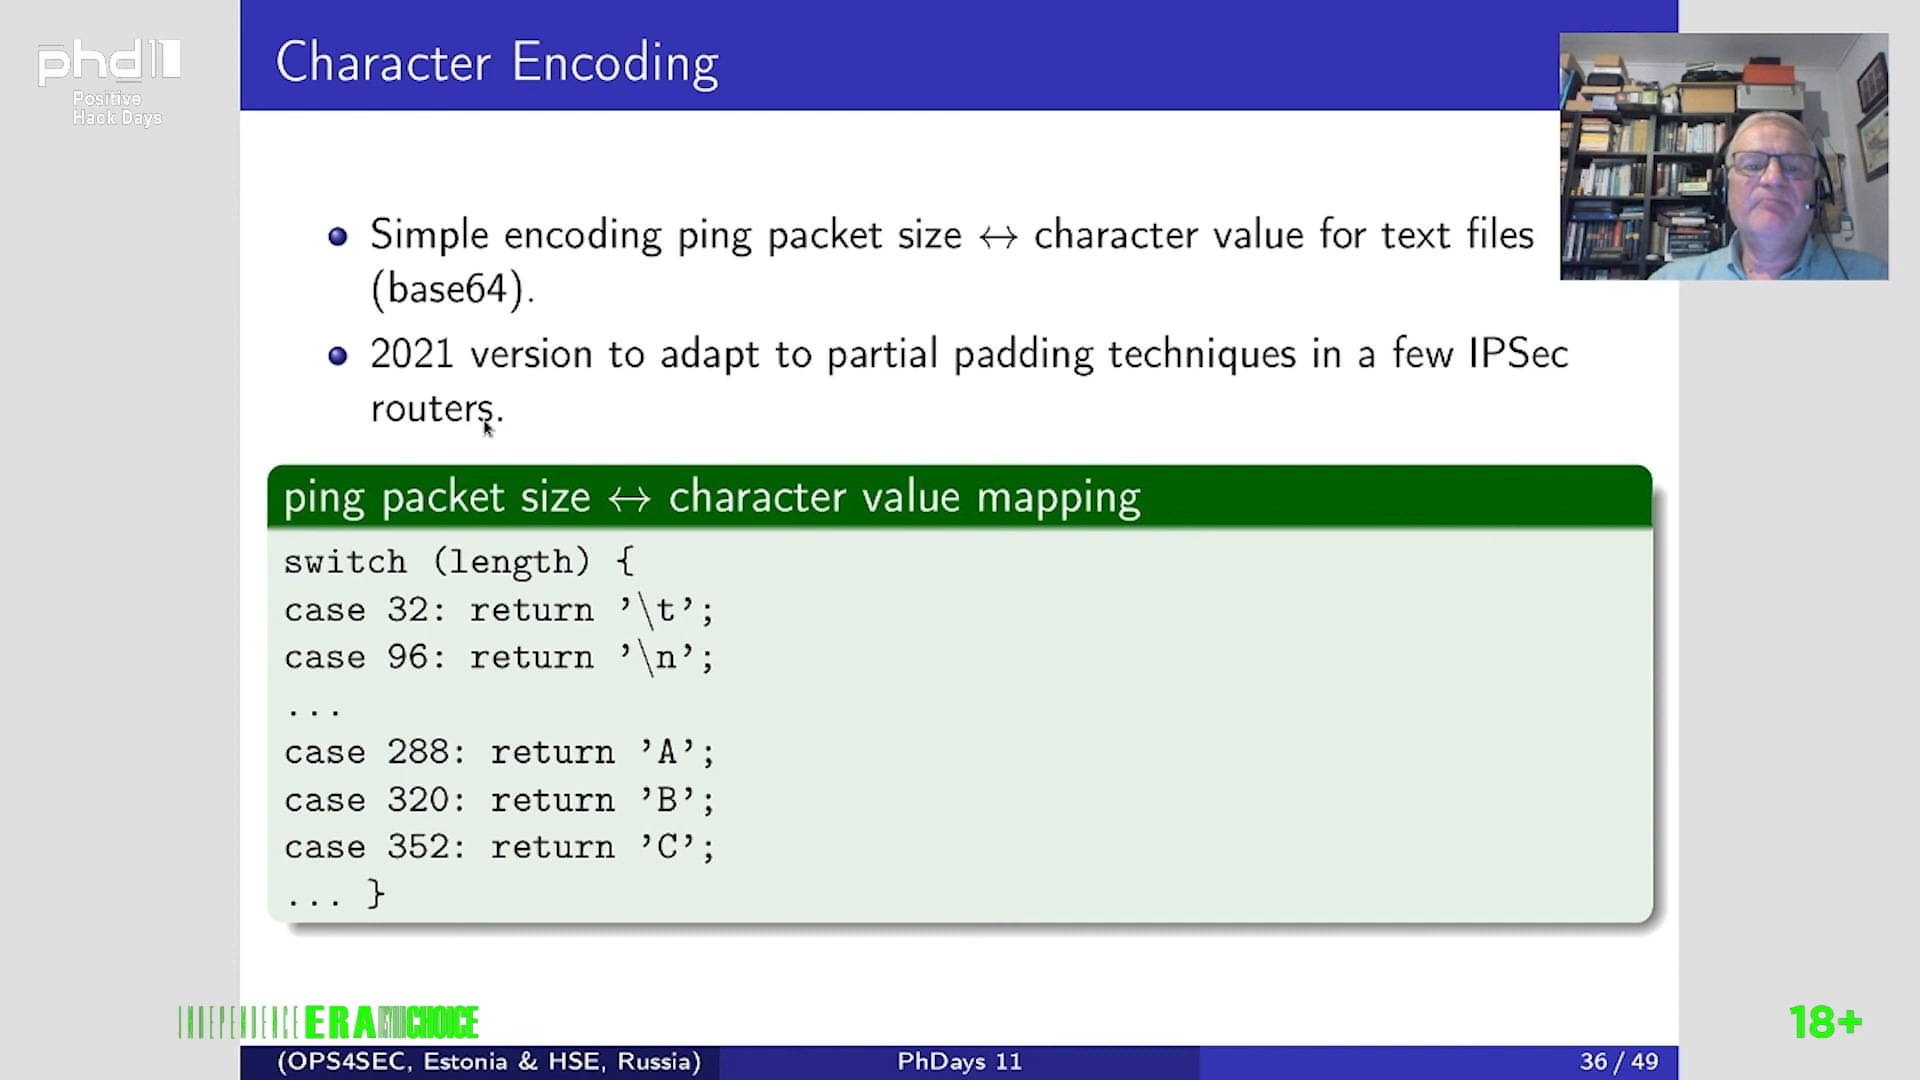 phd11
Positive
Hack Days
Character Encoding
Simple encoding ping packet size ↔ character value for text files
(base64).
2021 version to adapt to partial padding techniques in a few IPSec
routers.
ping packet size ↔ character value mapping
switch (length) {
case 32: return ’\t’;
case 96: return ’\n’;
...
case 288: return ’A’;
case 320: return ’B’;
case 352: return ’C’;
... }
INDEPENDENCE ERA CHOICE
18+
(OPS4SEC, Estonia & HSE, Russia)
PhDays 11
36 / 49